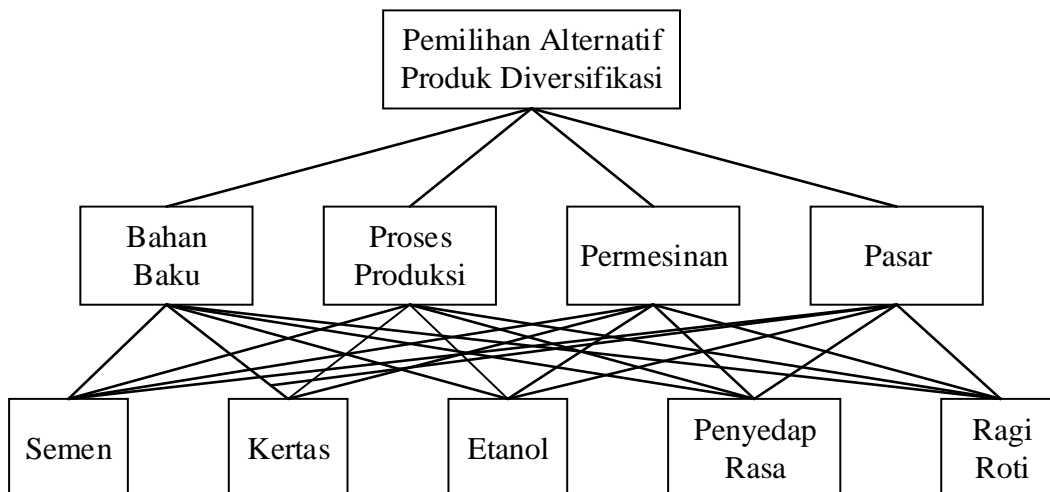 Pemilihan Alternatif
Produk Diversifikasi
Bahan
Baku
Proses
Produksi
Permesinan
Pasar
Semen
Kertas
Etanol
Penyedap
Rasa
Ragi
Roti